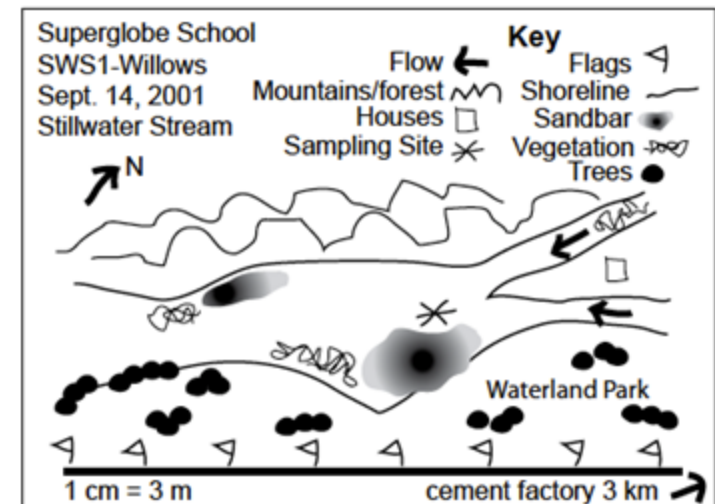 Superglobe School
SWS1-Willows
Sept. 14, 2001
Stillwater Stream
N
Key
Flow
Mountains/forest
Houses
Sampling Site
Flags
Shoreline
Sandbar
Vegetation
Trees
Waterland Park
1 cm = 3 m
cement factory 3 km